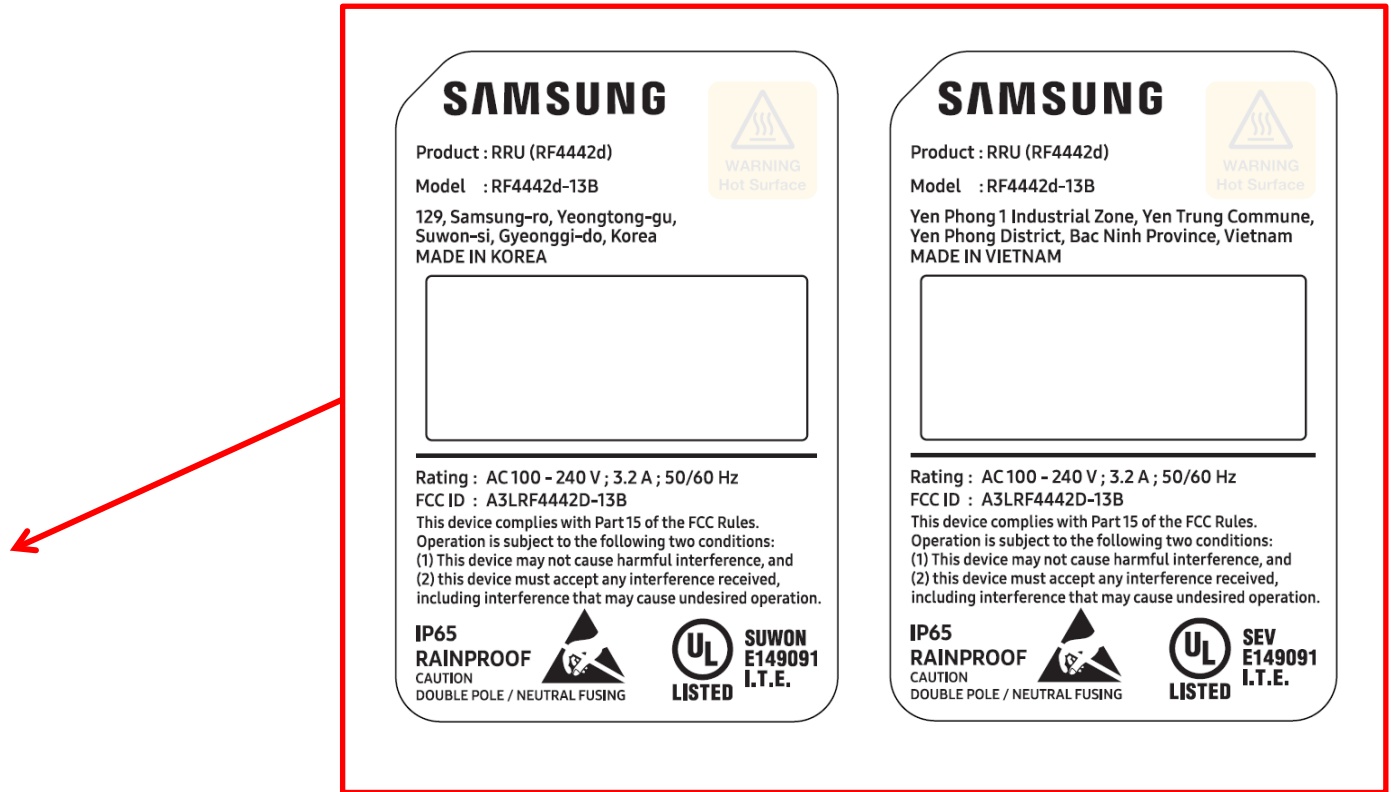 SAMSUNG
WARNING
Hot Surface
Product : RRU (RF4442d)
Model : RF4442d-13B
129, Samsung-ro, Yeongtong-gu,
Suwon-si, Gyeonggi-do, Korea
MADE IN KOREA
Rating : AC 100 - 240 V ; 3.2 A ; 50/60 Hz
FCC ID : A3LRF4442D-13B
This device complies with Part 15 of the FCC Rules.
Operation is subject to the following two conditions:
(1) This device may not cause harmful interference, and
(2) this device must accept any interference received,
including interference that may cause undesired operation.
IP65
RAINPROOF
CAUTION
DOUBLE POLE / NEUTRAL FUSING
UL
LISTED
SUWON
E149091
I.T.E.
SAMSUNG
WARNING
Hot Surface
Product : RRU (RF4442d)
Model : RF4442d-13B
Yen Phong 1 Industrial Zone, Yen Trung Commune,
Yen Phong District, Bac Ninh Province, Vietnam
MADE IN VIETNAM
Rating : AC 100 - 240 V ; 3.2 A ; 50/60 Hz
FCC ID : A3LRF4442D-13B
This device complies with Part 15 of the FCC Rules.
Operation is subject to the following two conditions:
(1) This device may not cause harmful interference, and
(2) this device must accept any interference received,
including interference that may cause undesired operation.
IP65
RAINPROOF
CAUTION
DOUBLE POLE / NEUTRAL FUSING
UL
LISTED
SEV
E149091
I.T.E.